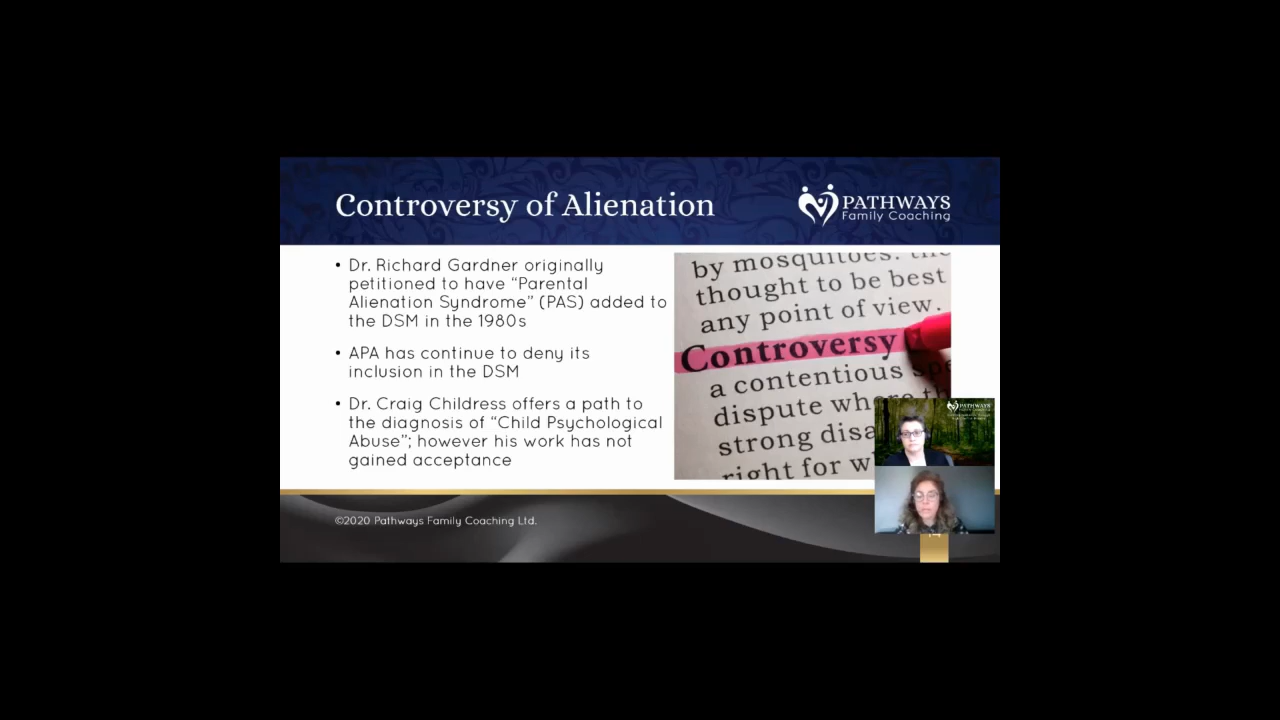 Controversy of Alienation
PATHWAYS
Family Coaching
• Dr. Richard Gardner originally
petitioned to have “Parental
Alienation Syndrome” (PAS) added to
the DSM in the 1980s
• APA has continue to deny its
inclusion in the DSM
• Dr. Craig Childress offers a path to
the diagnosis of “Child Psychological
Abuse”; however his work has not
gained acceptance
by mosquitoes. the
thought to be best
any point of view.
Controversy
a contentious spe
dispute where th
strong disa
right for w
PATHWAYS
©2020 Pathways Family Coaching Ltd.